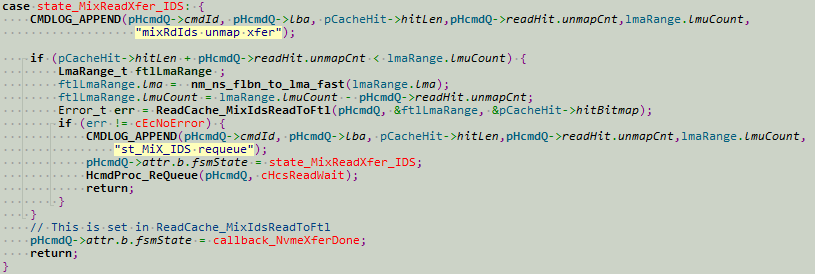 case state_MixReadXfer_IDS: {
CMDLOG_APPEND(pHcmdQ->cmdId, pHcmdQ->lba, pCacheHit->hitLen,pHcmdQ->readHit.unmapCnt,lmaRange.lmuCount,
"mixRdIds unmap xfer");
if (pCacheHit->hitLen + pHcmdQ->readHit.unmapCnt < lmaRange.lmuCount) {
LmaRange_t ftlLmaRange ;
ftlLmaRange.lma = nm_ns_flbn_to_lma_fast(lmaRange.lma);
ftlLmaRange.lmuCount = lmaRange.lmuCount - pHcmdQ->readHit.unmapCnt;
Error_t err = ReadCache_MixIdsReadToFtl(pHcmdQ, &ftlLmaRange, &pCacheHit->hitBitmap);
if (err != cEcNoError) {
CMDLOG_APPEND(pHcmdQ->cmdId, pHcmdQ->lba, pCacheHit->hitLen,pHcmdQ->readHit.unmapCnt,lmaRange.lmuCount,
"st_MiX_IDS requeue");
pHcmdQ->attr.b.fsmState = state_MixReadXfer_IDS;
HcmdProc_ReQueue(pHcmdQ, cHcsReadWait);
return;
}
}
// This is set in ReadCache_MixIdsReadToFtl
pHcmdQ->attr.b.fsmState = callback_NvmeXferDone;
return;
}